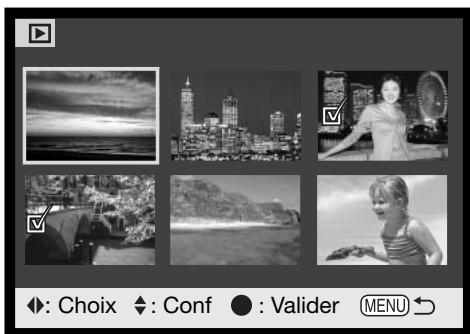 : Choix : Conf : Valider MENU